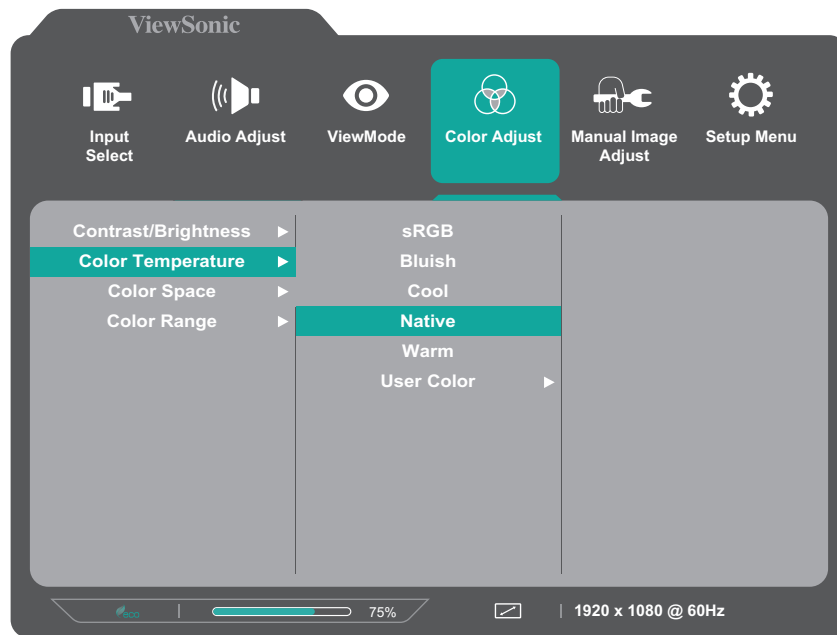 ViewSonic
Input
Select
Audio Adjust
ViewMode
Color Adjust
Manual Image
Adjust
Setup Menu
Contrast/Brightness
Color Temperature
Color Space
Color Range
sRGB
Bluish
Cool
Native
Warm
User Color
eco
75%
1920 x 1080 @ 60Hz